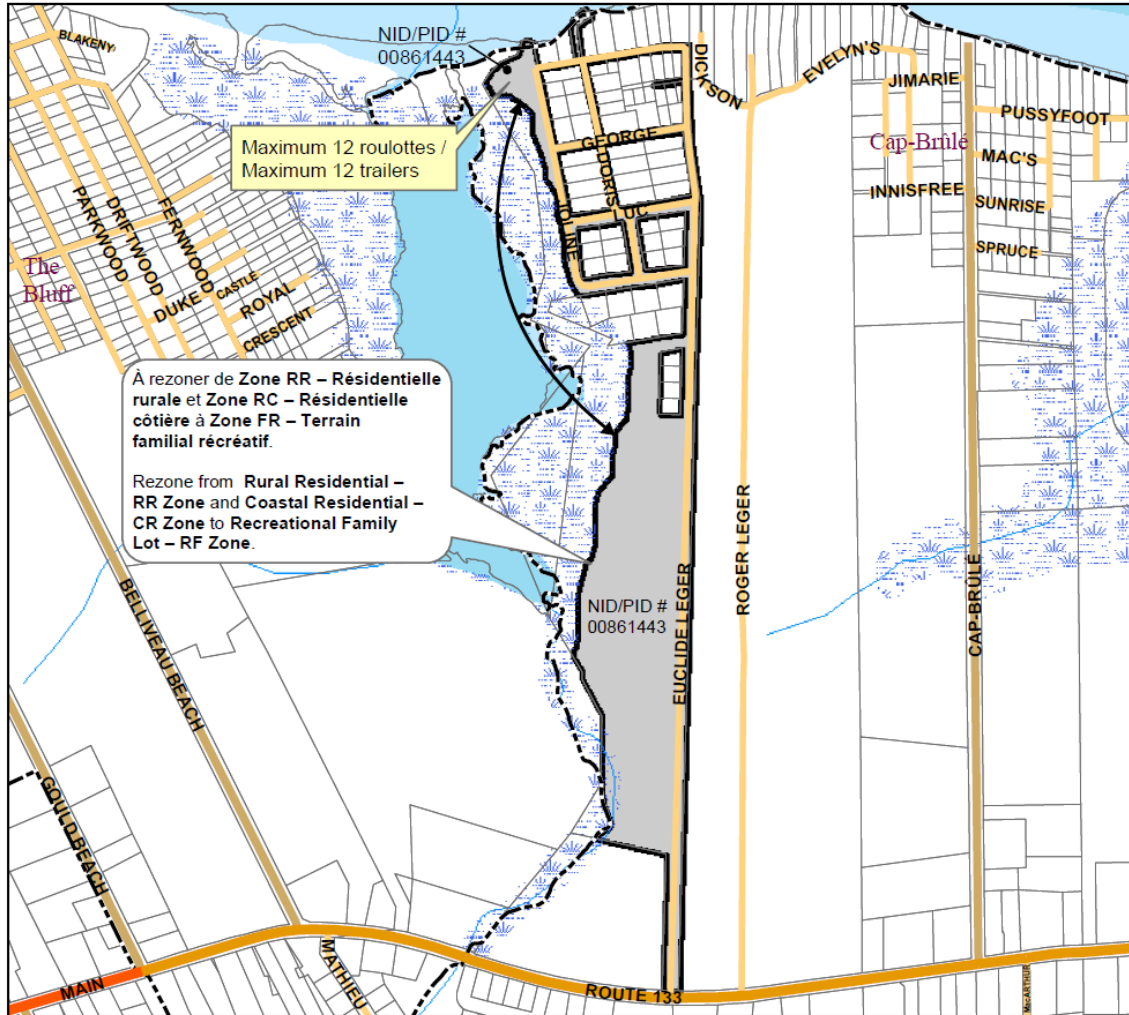 BLAKENY
NID/PID #
00861443
DICKSON
EVELYN'S
JIMARIE
PUSSYFOOT
Maximum 12 roulottes /
Maximum 12 trailers
GEORGE
Cap-Brûlé
MAC'S
INNISFREE
SUNRISE
SPRUCE
PARKWOOD
DRIFTWOOD
FERNWOOD
DORIS
LUC
JOLINE
The
Bluff
DUKE
CASTLE
ROYAL
CRESCENT
À rezoner de Zone RR – Résidentielle
rurale et Zone RC – Résidentielle
côtière à Zone FR – Terrain
familial récréatif.
Rezone from Rural Residential –
RR Zone and Coastal Residential –
CR Zone to Recreational Family
Lot – RF Zone.
NID/PID #
00861443
EUCLIDE LEGER
ROGER LEGER
CAP-BRÛLÉ
BELLIVEAU BEACH
GOULD BEACH
MAIN
MATHIEU
ROUTE 133
MacARTHUR